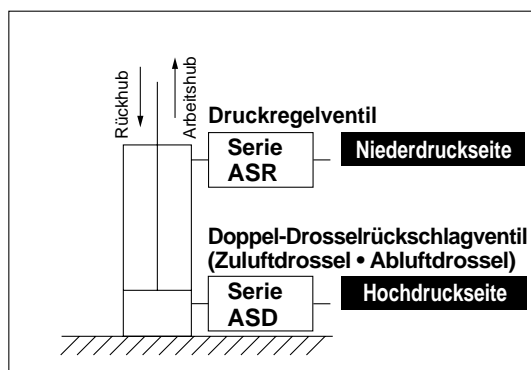 Rückhub
Arbeitshub
Druckregelventil
Serie
ASR
Niederdruckseite
Doppel-Drosselrückschlagventil
(Zuluftdrossel • Abluftdrossel)
Serie
ASD
Hochdruckseite